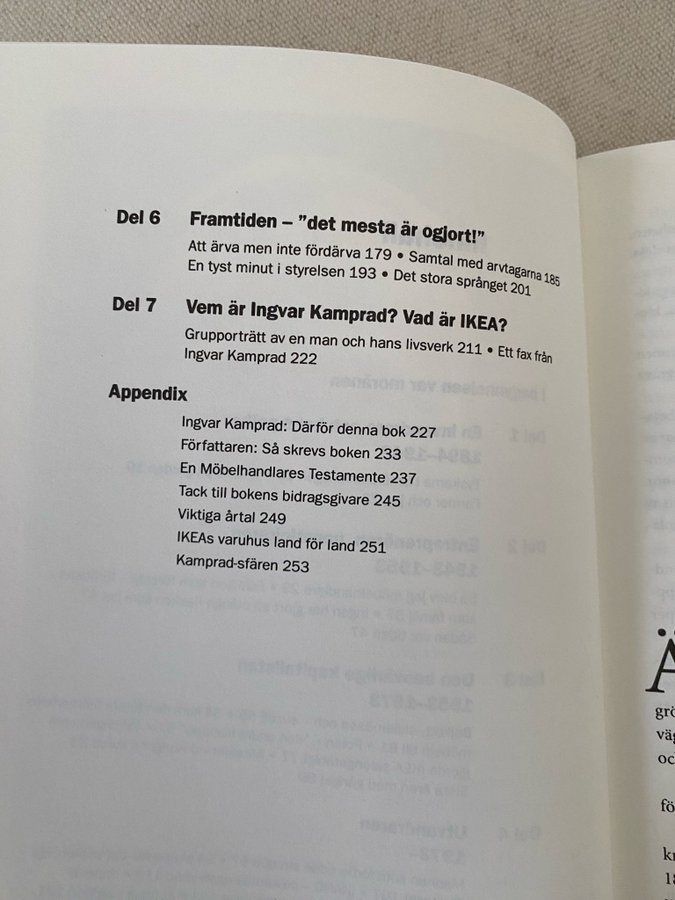 Del 6 Framtiden – ”det mesta är ogjort!”
Att ärva men inte fördärva 179 • Samtal med arvtagarna 185
En tyst minut i styrelsen 193 • Det stora språnget 201
Del 7 Vem är Ingvar Kamprad? Vad är IKEA?
Grupporträtt av en man och hans livsverk 211 • Ett fax från
Ingvar Kamprad 222
Appendix
Ingvar Kamprad: Därför denna bok 227
Författaren: Så skrevs boken 233
En Möbelhandlares Testamente 237
Tack till bokens bidragsgivare 245
Viktiga årtal 249
IKEAs varuhus land för land 251
Kamprad-sfären 253
Ä